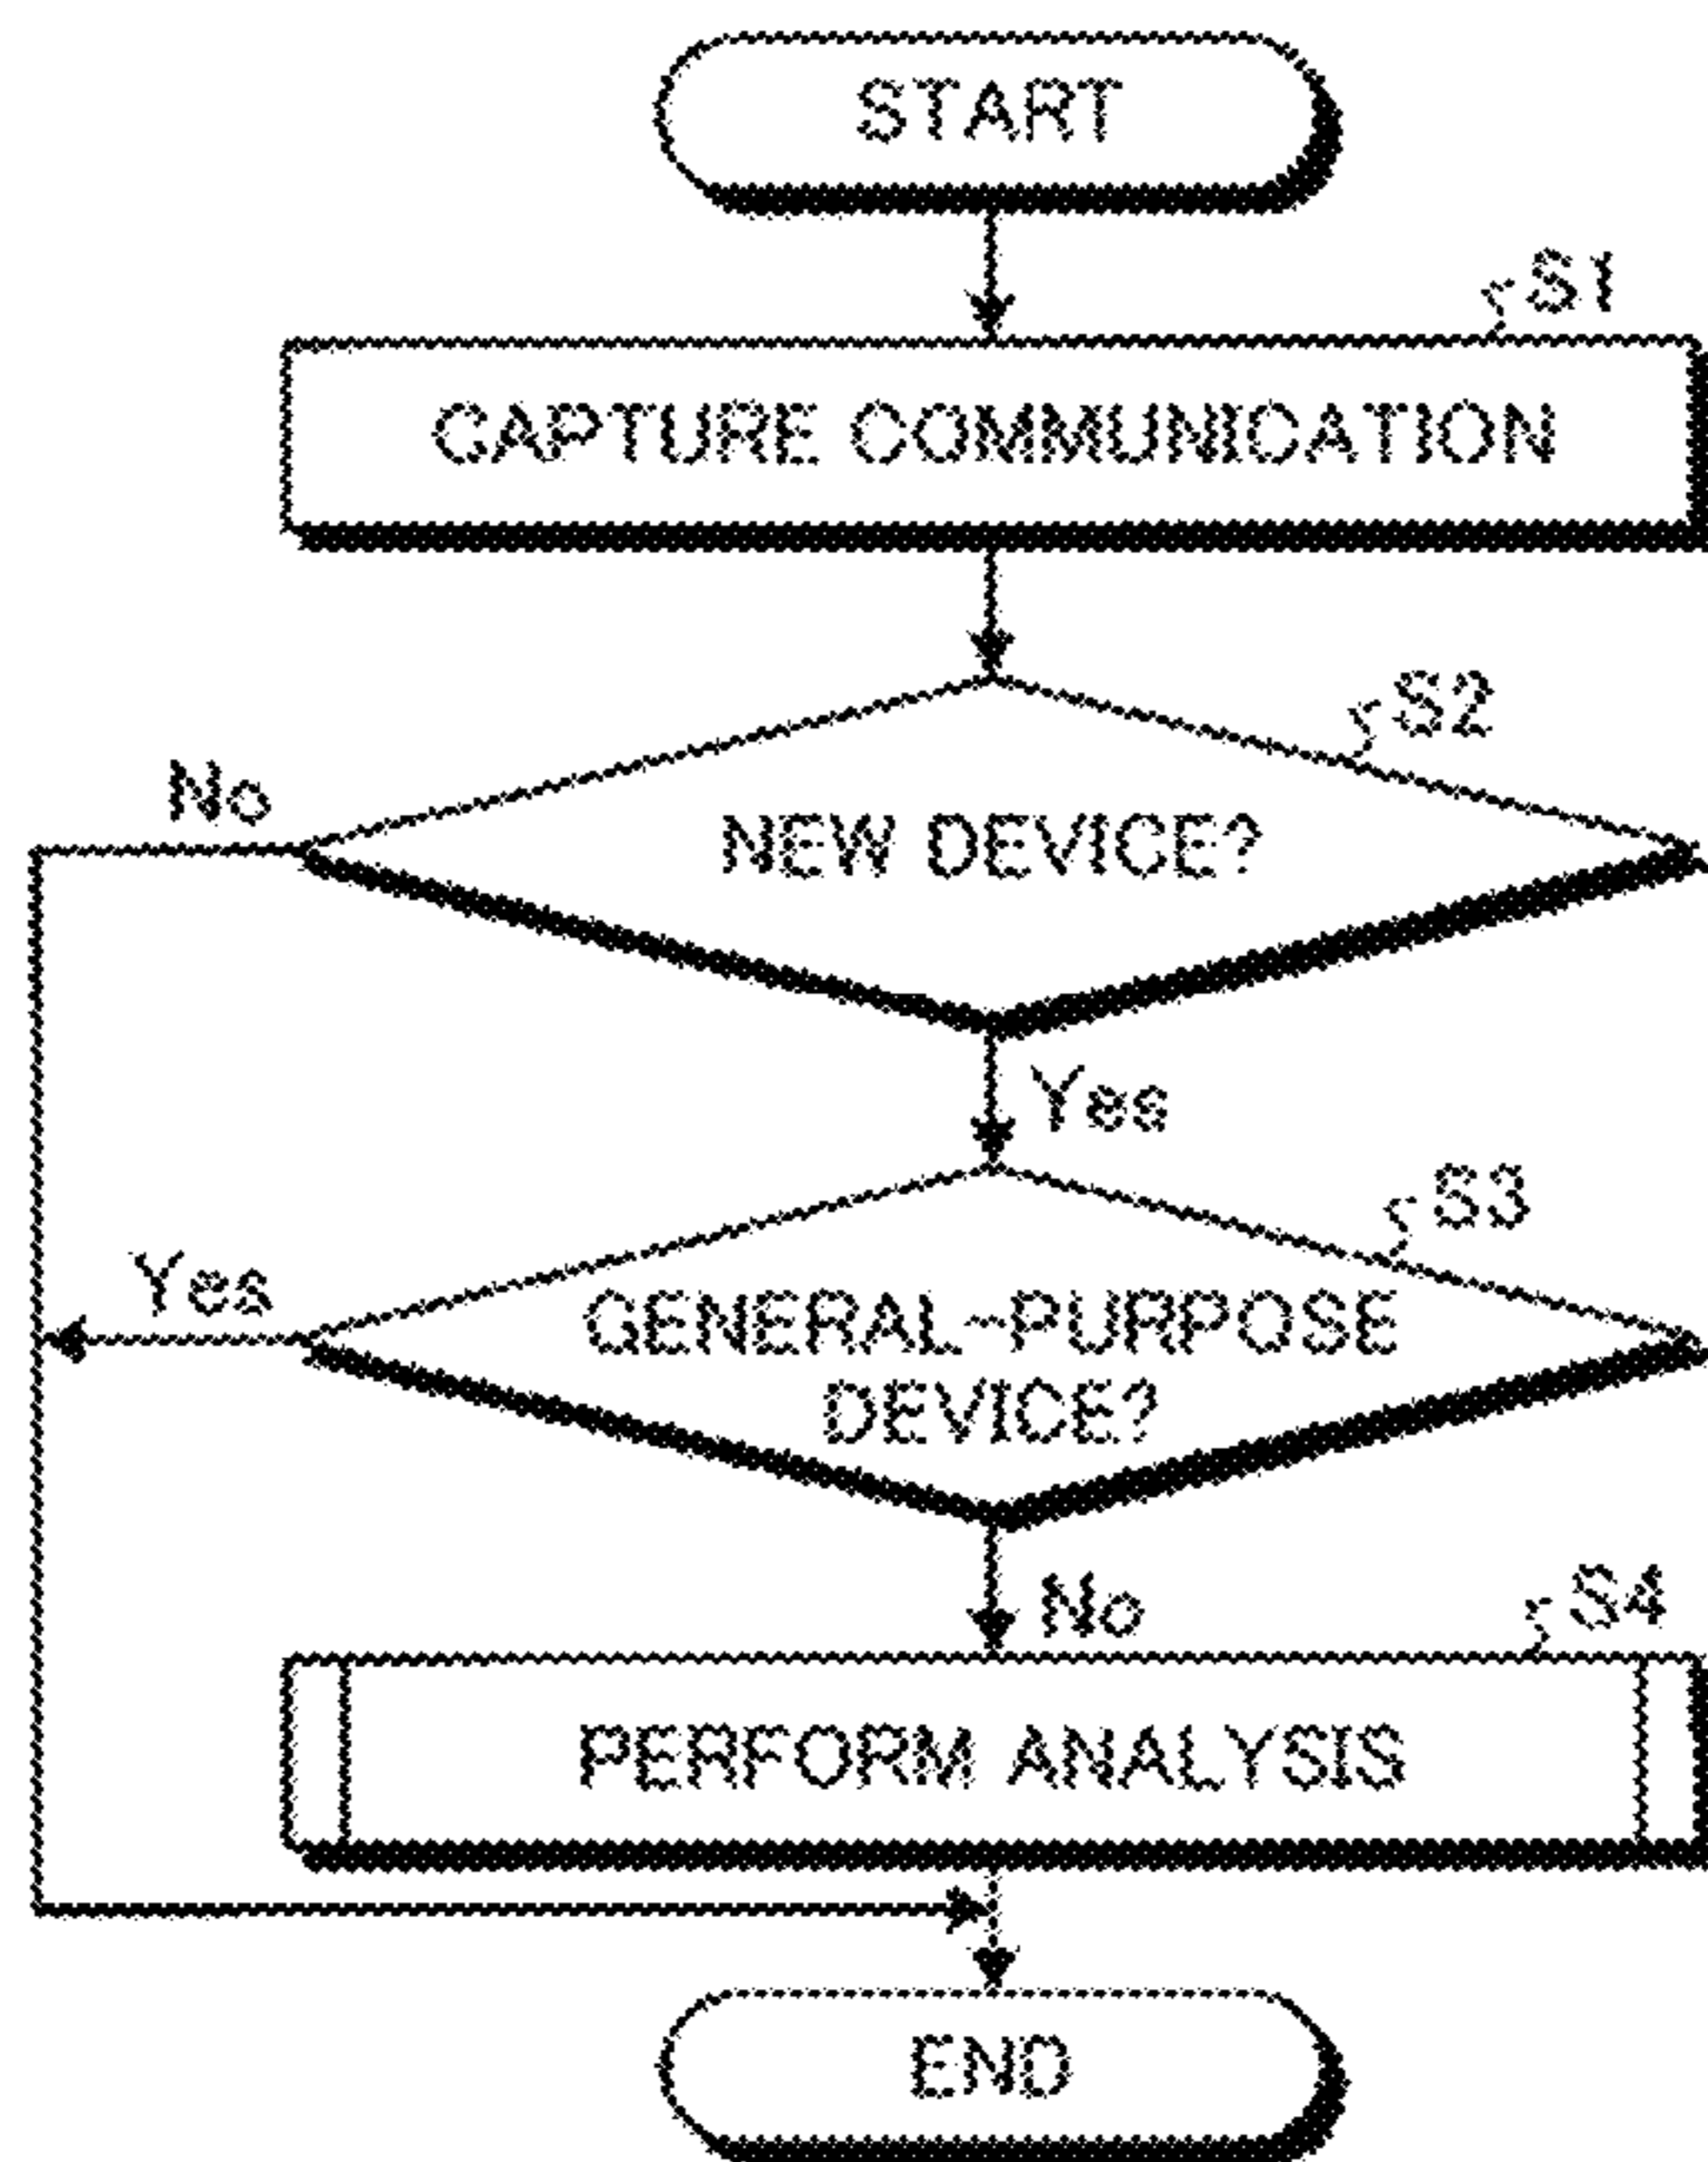 START
S1
CAPTURE COMMUNICATION
S2
No
NEW DEVICE?
Yes
S3
Yes
GENERAL-PURPOSE
DEVICE?
No
S4
PERFORM ANALYSIS
END